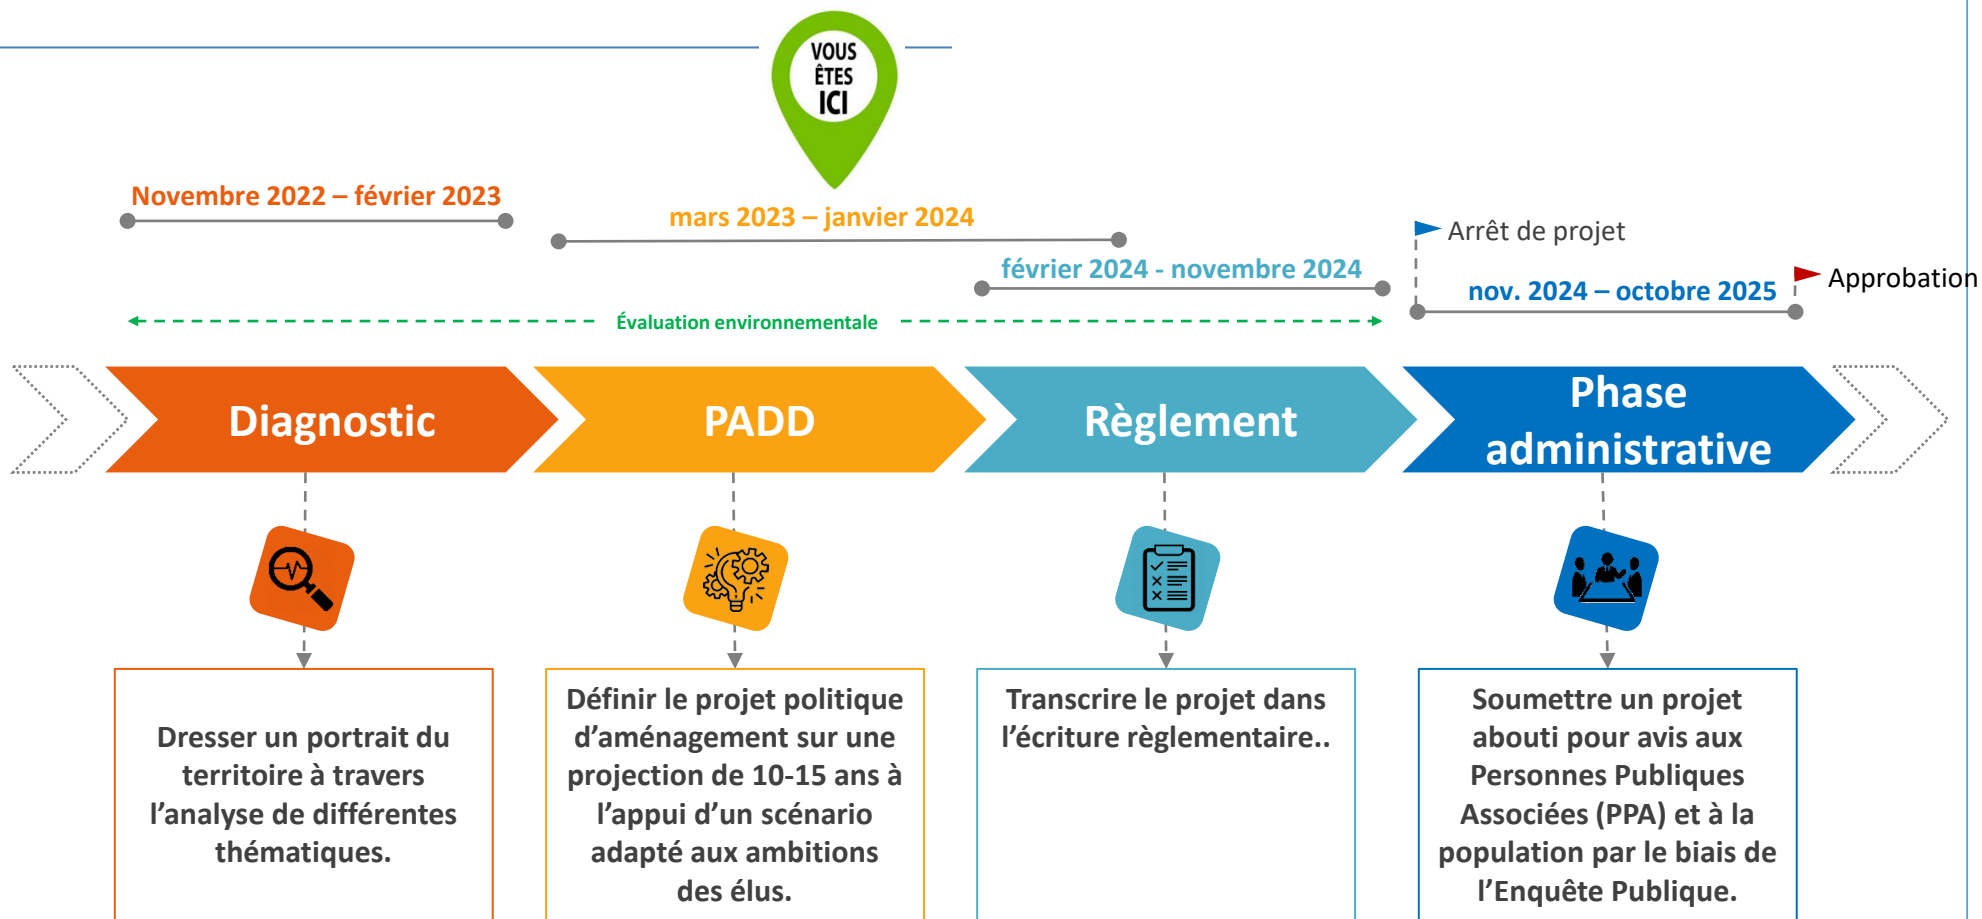 VOUS
ÊTES
ICI
Novembre 2022 – février 2023
mars 2023 – janvier 2024
février 2024 - novembre 2024
Arrêt de projet
nov. 2024 – octobre 2025
Approbation
Évaluation environnementale
Diagnostic
PADD
Règlement
Phase
administrative
Dresser un portrait du
territoire à travers
l’analyse de différentes
thématiques.
Définir le projet politique
d’aménagement sur une
projection de 10-15 ans à
l’appui d’un scénario
adapté aux ambitions
des élus.
Transcrire le projet dans
l’écriture règlementaire..
Soumettre un projet
abouti pour avis aux
Personnes Publiques
Associées (PPA) et à la
population par le biais de
l’Enquête Publique.